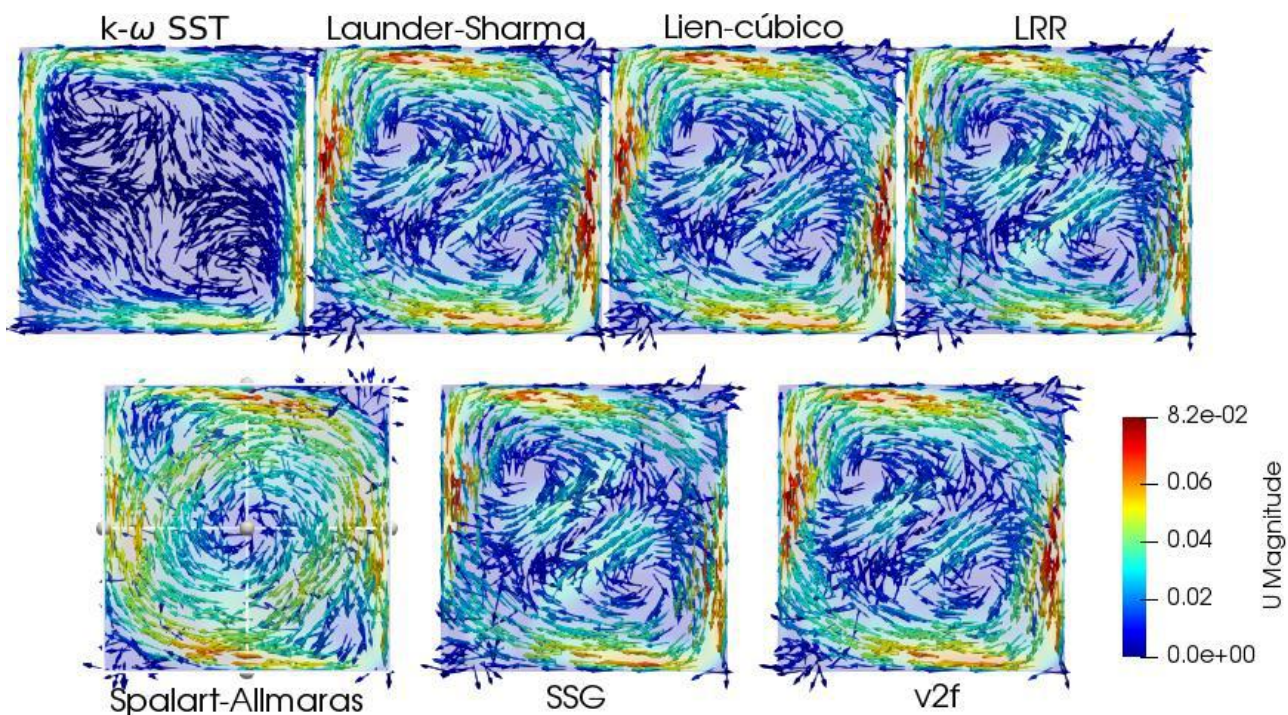 k-ω SST
Launder-Sharma
Lien-cúbico
LRR
Spalart-Allmaras
SSG
v2f
8.2e-02
0.06
0.04
0.02
0.0e+00
U Magnitude